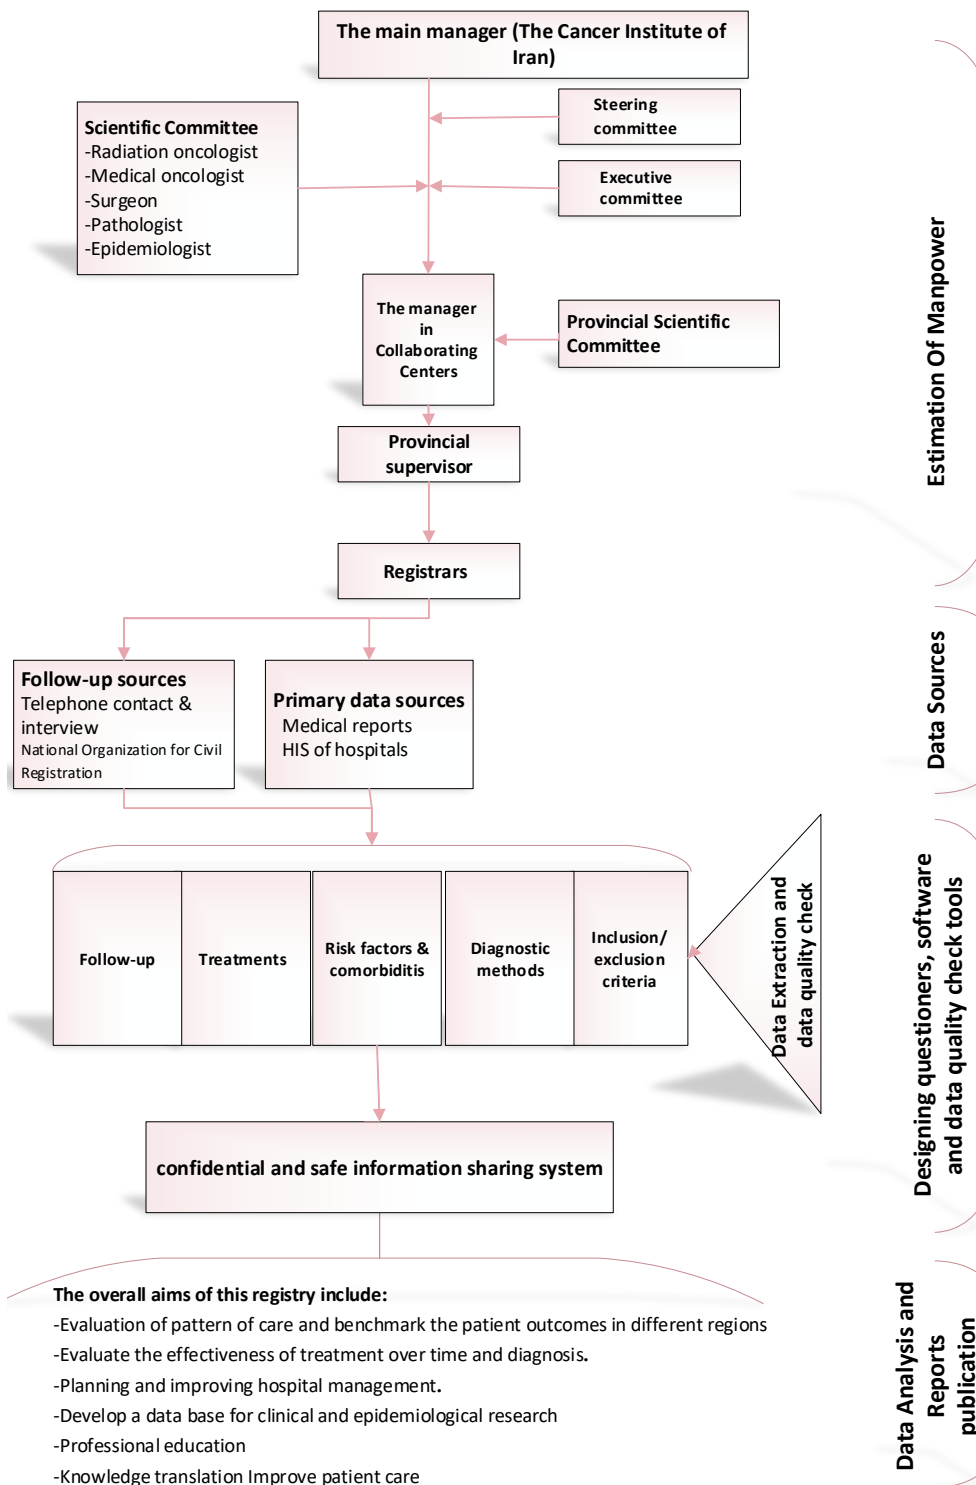 The main manager (The Cancer Institute of
Iran)
Steering
committee
Scientific Committee
-Radiation oncologist
-Medical oncologist
-Surgeon
-Pathologist
-Epidemiologist
Executive
committee
The manager
in
Collaborating
Centers
Provincial Scientific
Committee
Provincial
supervisor
Registrars
Estimation Of Manpower
Follow-up sources
Telephone contact &
interview
National Organization for Civil
Registration
Primary data sources
Medical reports
HIS of hospitals
Data Sources
Follow-up
Treatments
Risk factors &
comorbiditis
Diagnostic
methods
Inclusion/
exclusion
criteria
Data Extraction and
data quality check
Designing questioners, software
and data quality check tools
confidential and safe information sharing system
The overall aims of this registry include:
-Evaluation of pattern of care and benchmark the patient outcomes in different regions
-Evaluate the effectiveness of treatment over time and diagnosis.
-Planning and improving hospital management.
-Develop a data base for clinical and epidemiological research
-Professional education
-Knowledge translation Improve patient care
Data Analysis and
Reports
publication